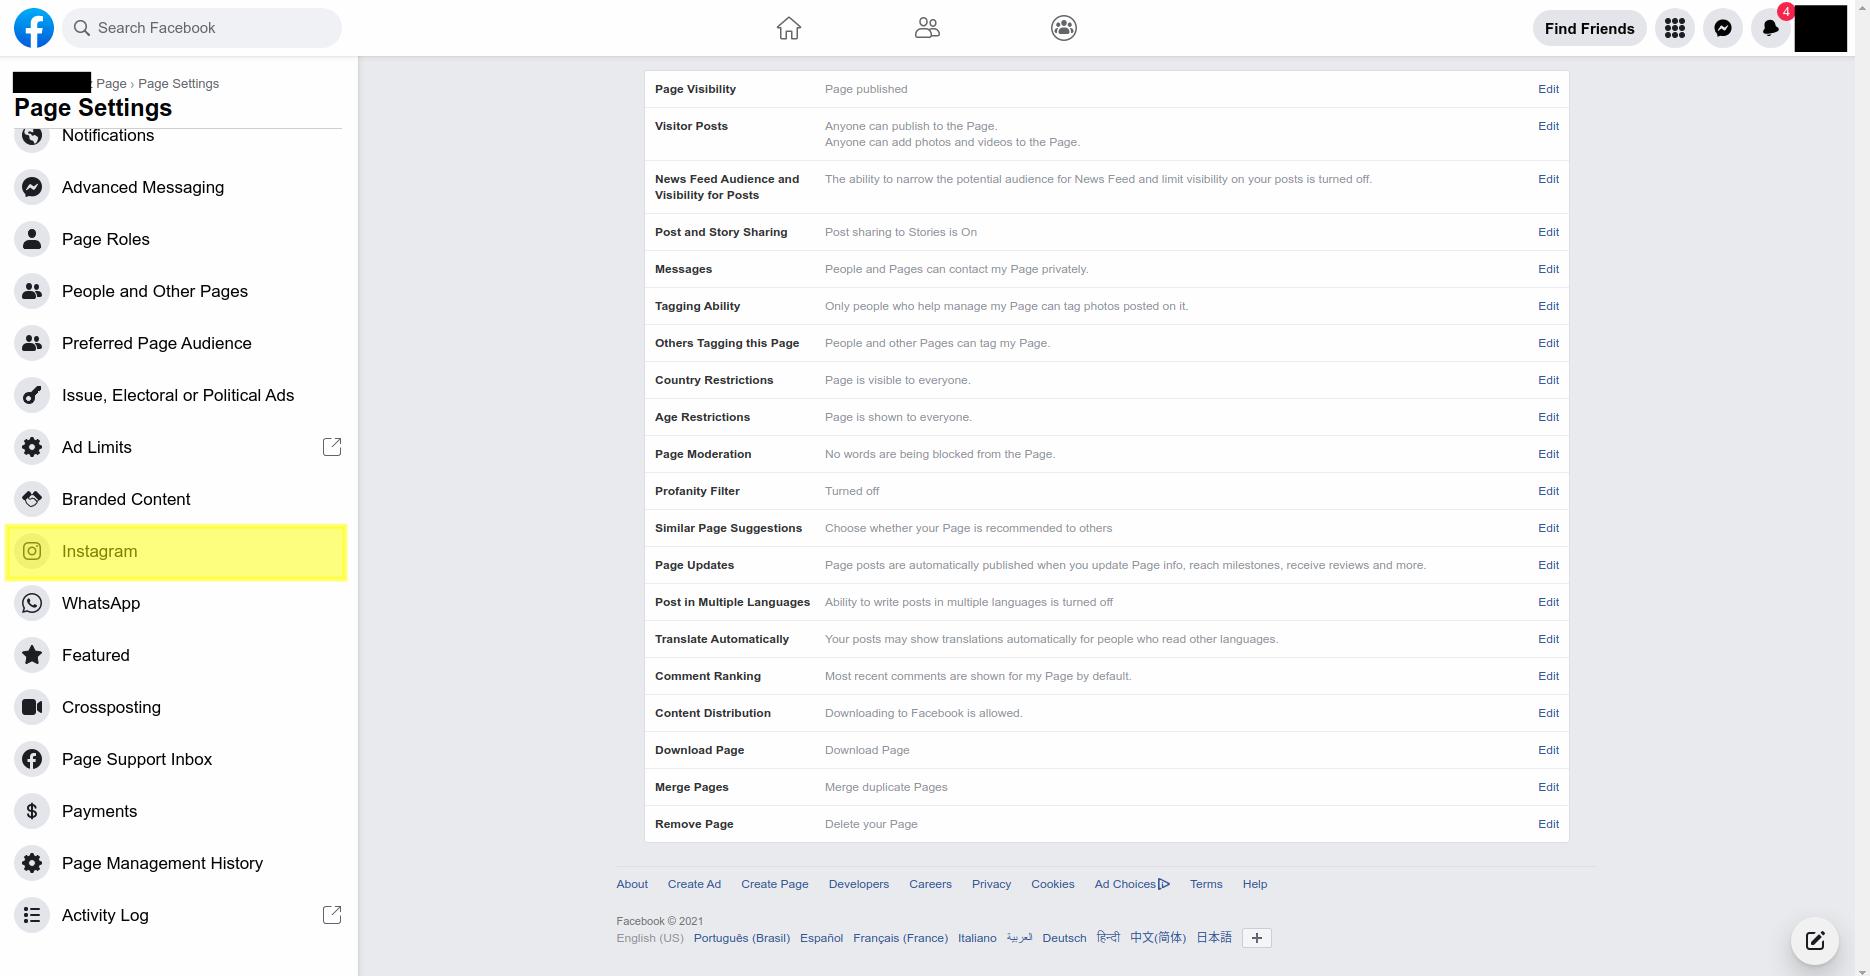 Search Facebook
Find Friends
4
Page › Page Settings
Page Settings
Notifications
Advanced Messaging
Page Roles
People and Other Pages
Preferred Page Audience
Issue, Electoral or Political Ads
Ad Limits
Branded Content
Instagram
WhatsApp
Featured
Crossposting
Page Support Inbox
Payments
Page Management History
Activity Log
Page Visibility Page published Edit
Visitor Posts Anyone can publish to the Page. Edit
Anyone can add photos and videos to the Page.
News Feed Audience and The ability to narrow the potential audience for News Feed and limit visibility on your posts is turned off. Edit
Visibility for Posts
Post and Story Sharing Post sharing to Stories is On Edit
Messages People and Pages can contact my Page privately. Edit
Tagging Ability Only people who help manage my Page can tag photos posted on it. Edit
Others Tagging this Page People and other Pages can tag my Page. Edit
Country Restrictions Page is visible to everyone. Edit
Age Restrictions Page is shown to everyone. Edit
Page Moderation No words are being blocked from the Page. Edit
Profanity Filter Turned off Edit
Similar Page Suggestions Choose whether your Page is recommended to others Edit
Page Updates Page posts are automatically published when you update Page info, reach milestones, receive reviews and more. Edit
Post in Multiple Languages Ability to write posts in multiple languages is turned off Edit
Translate Automatically Your posts may show translations automatically for people who read other languages. Edit
Comment Ranking Most recent comments are shown for my Page by default. Edit
Content Distribution Downloading to Facebook is allowed. Edit
Download Page Download Page Edit
Merge Pages Merge duplicate Pages Edit
Remove Page Delete your Page Edit
About Create Ad Create Page Developers Careers Privacy Cookies Ad Choices Terms Help
Facebook © 2021
English (US) Português (Brasil) Español Français (France) Italiano العربية Deutsch हिन्दी 中文(简体) 日本語 +